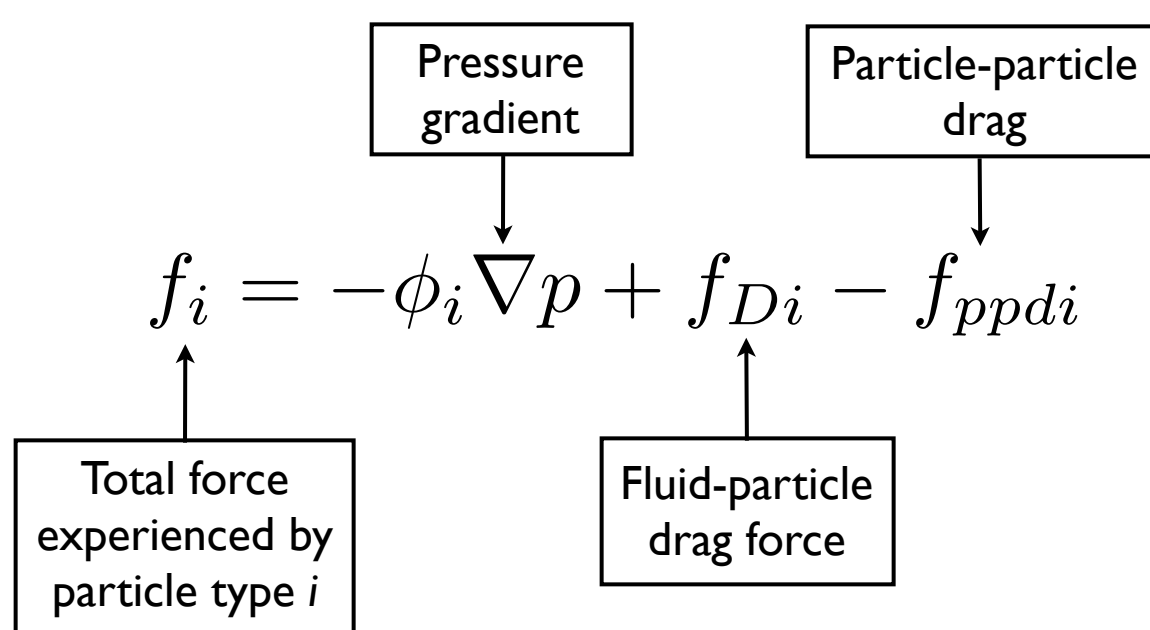 Pressure
gradient
Particle-particle
drag
f_i = −ϕ_i ∇p + f_{Di} − f_{ppdi}
Total force
experienced by
particle type i
Fluid-particle
drag force